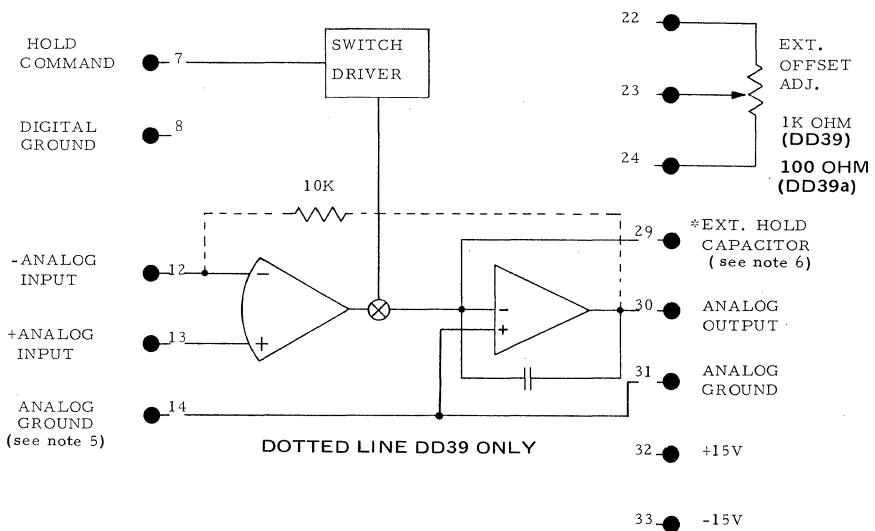 HOLD
COMMAND
7
SWITCH
DRIVER
DIGITAL
GROUND
8
22
23
24
EXT.
OFFSET
ADJ.
1K OHM
(DD39)
100 OHM
(DD39a)
10K
-ANALOG
INPUT
12
−
+ANALOG
INPUT
13
+
ANALOG
GROUND
(see note 5)
14
−
+
29
*EXT. HOLD
CAPACITOR
(see note 6)
30
ANALOG
OUTPUT
31
ANALOG
GROUND
DOTTED LINE DD39 ONLY
32
+15V
33
-15V